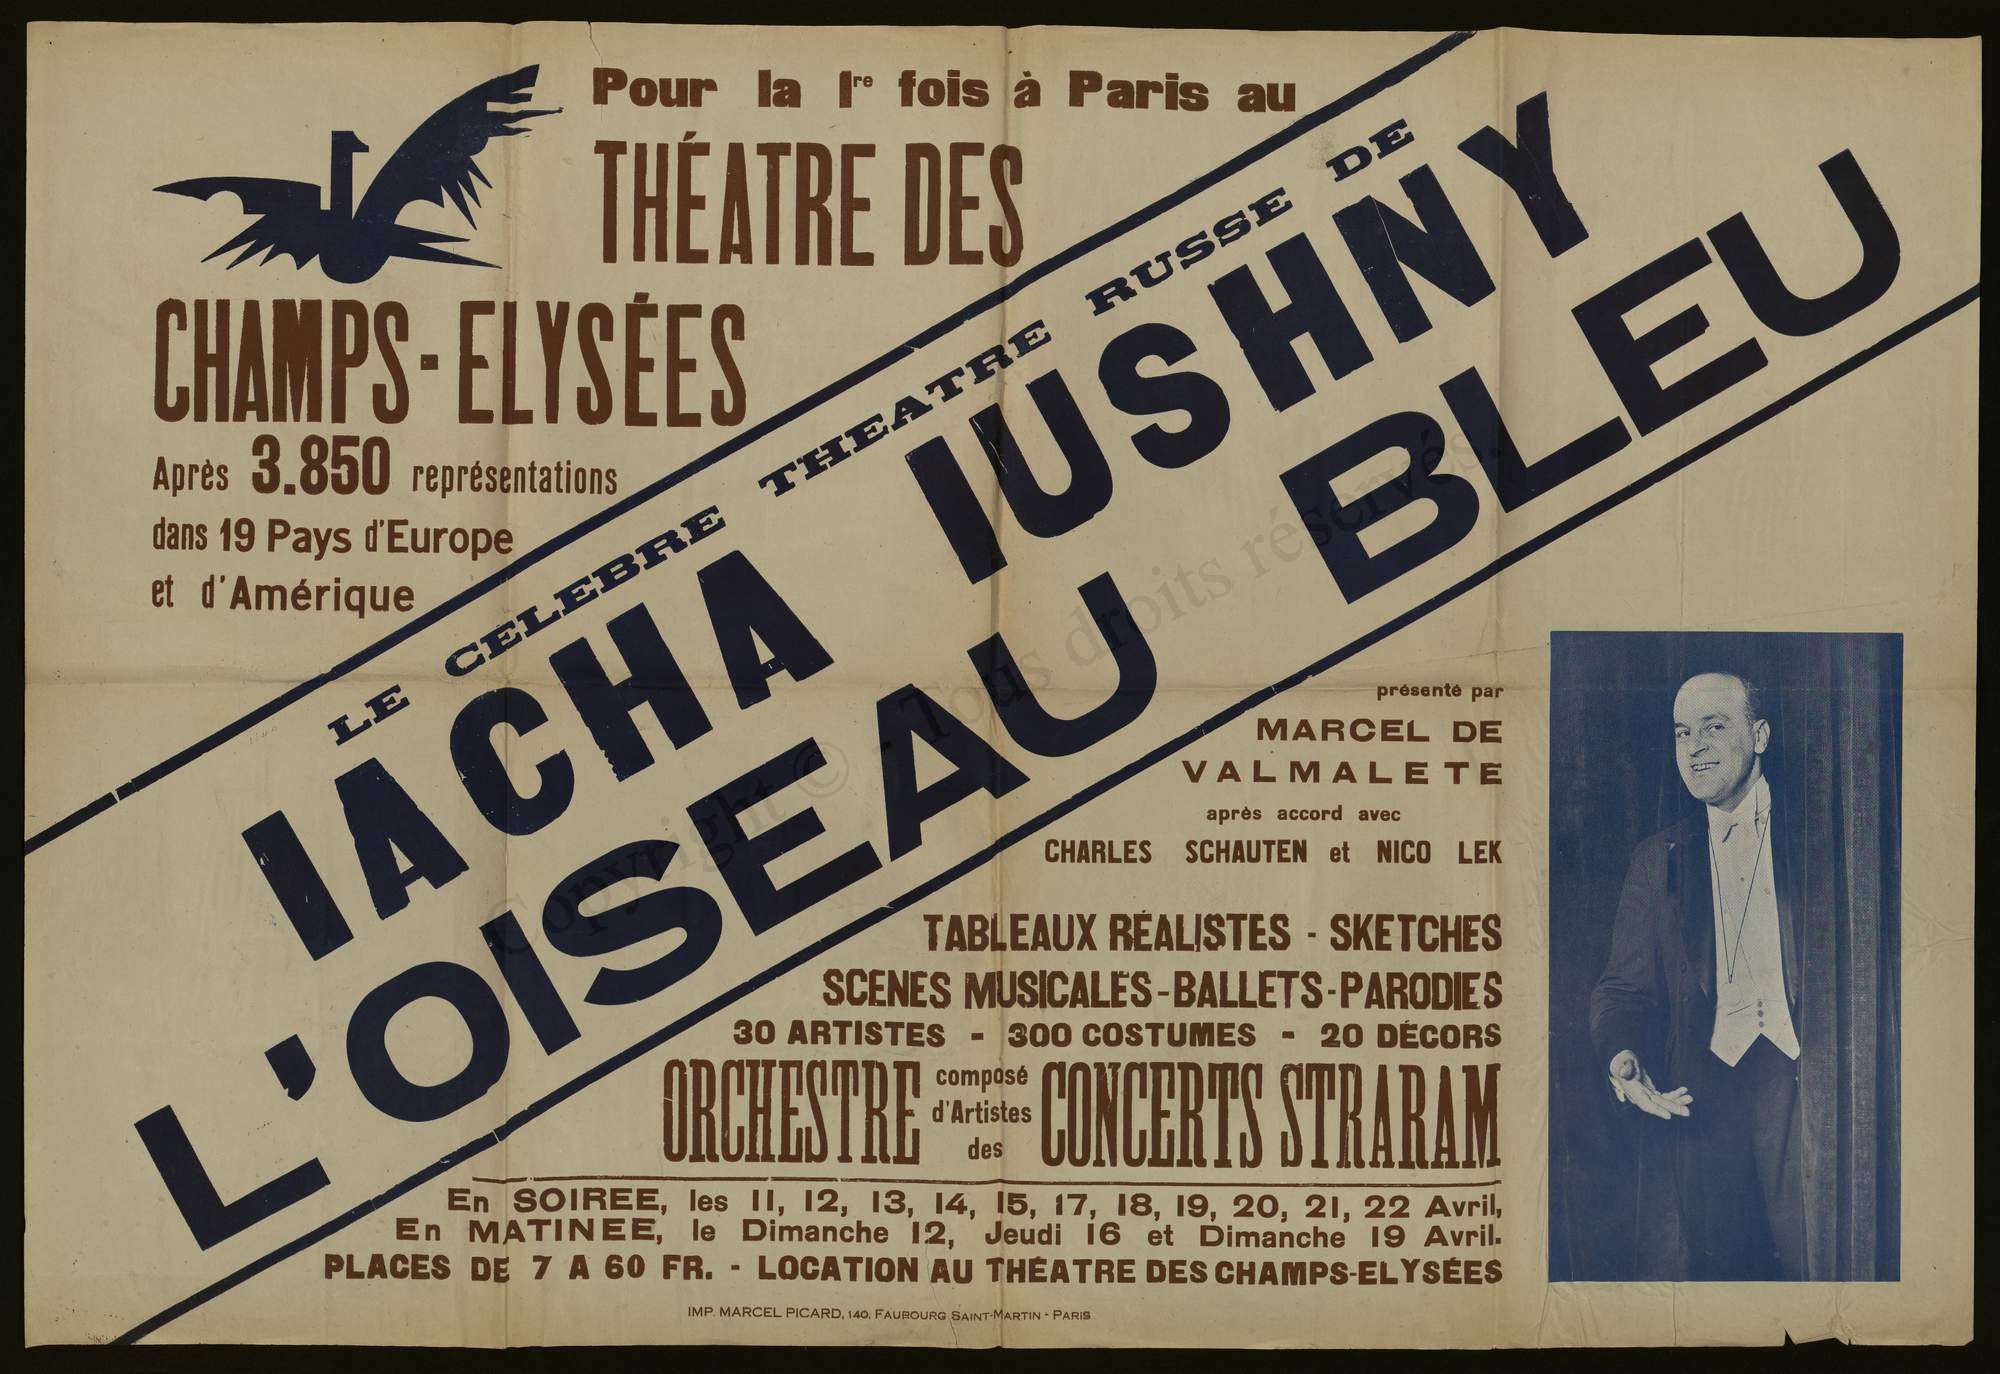 Pour la 1re fois à Paris au
THÉATRE DES
CHAMPS-ELYSÉES
Après 3.850 représentations
dans 19 Pays d'Europe
et d'Amérique
LE CÉLEBRE THEATRE RUSSE DE
IACHA IUSHNY
L'OISEAU BLEU
présenté par
MARCEL DE
VALMALETE
après accord avec
CHARLES SCHAUTEN et NICO LEK
TABLEAUX RÉALISTES - SKETCHES
SCENES MUSICALES-BALLETS-PARODIES
30 ARTISTES - 300 COSTUMES - 20 DÉCORS
ORCHESTRE composé d'Artistes des CONCERTS STRARAM
En SOIREE, les 11, 12, 13, 14, 15, 17, 18, 19, 20, 21, 22 Avril,
En MATINEE, le Dimanche 12, Jeudi 16 et Dimanche 19 Avril.
PLACES DE 7 A 60 FR. - LOCATION AU THÉATRE DES CHAMPS-ELYSÉES
IMP. MARCEL PICARD, 140, FAUBOURG SAINT-MARTIN - PARIS
Copyright © - Tous droits réservés.